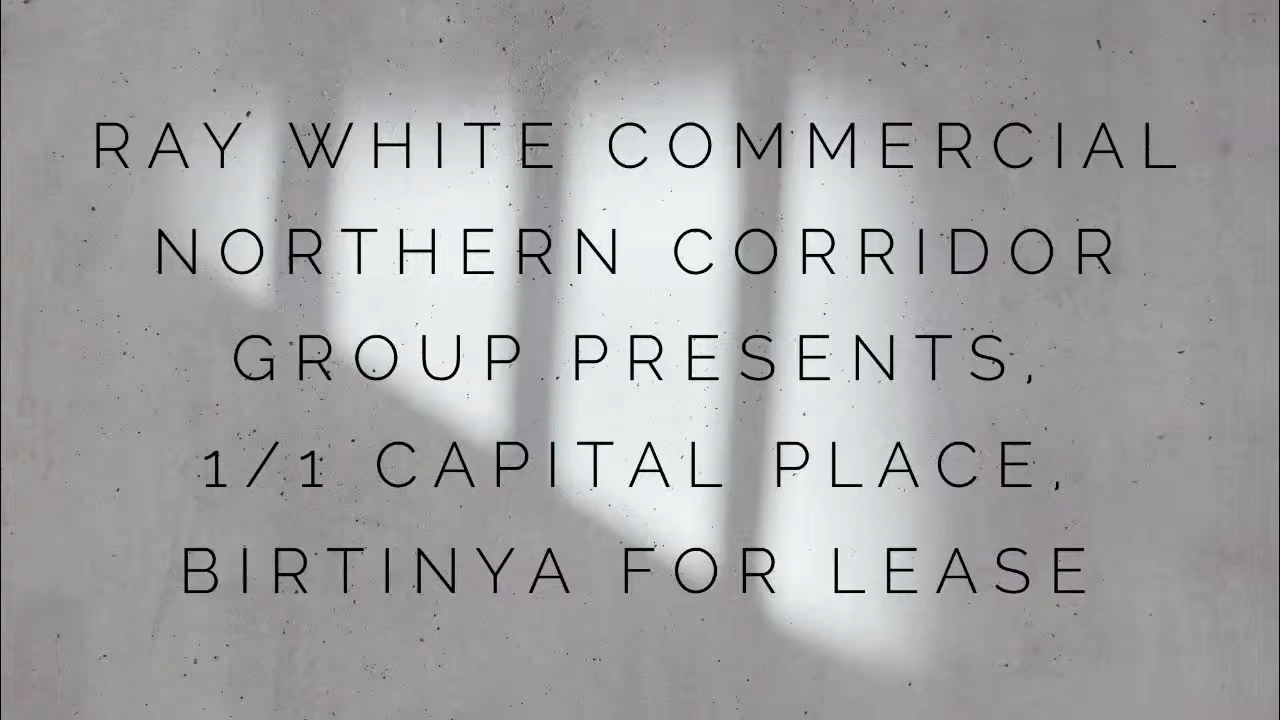 RAY WHITE COMMERCIAL
NORTHERN CORRIDOR
GROUP PRESENTS,
1/1 CAPITAL PLACE,
BIRTINYA FOR LEASE